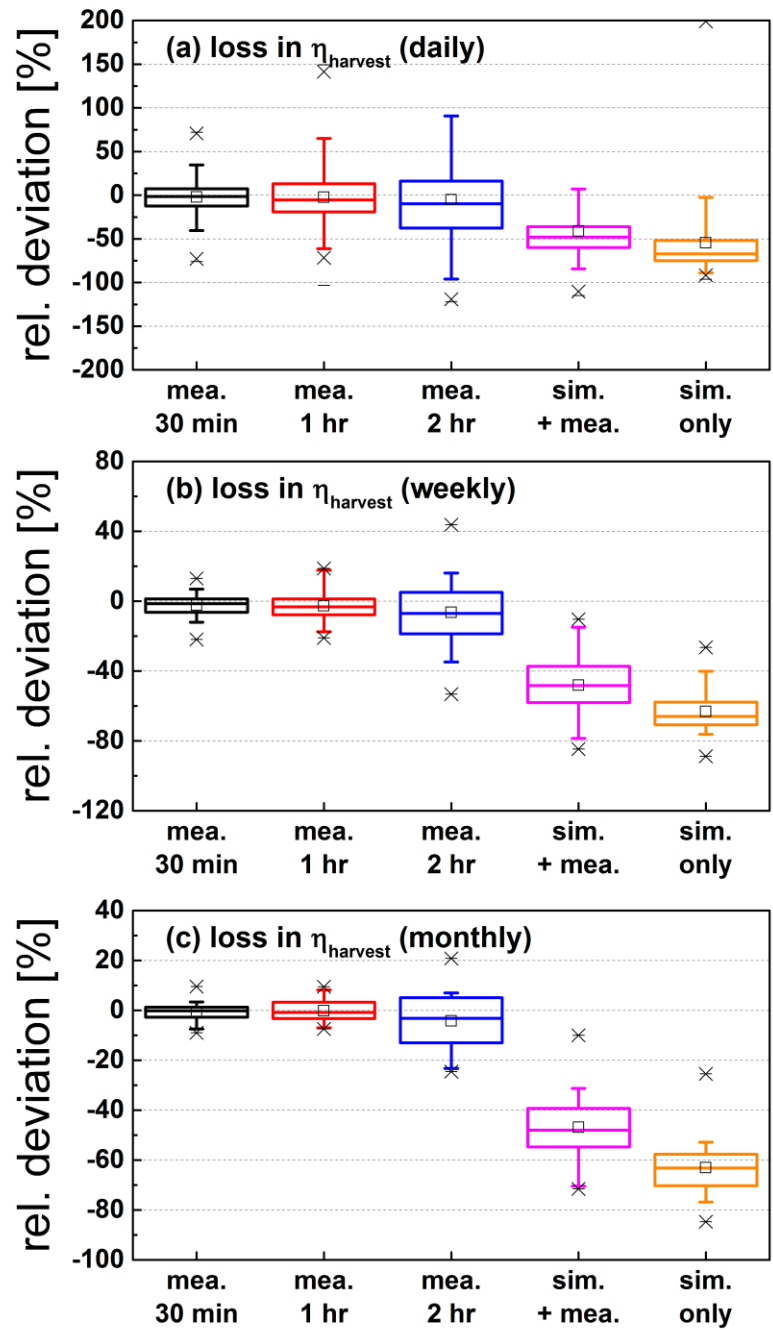 (a) loss in ηharvest (daily)
rel. deviation [%]
200
150
100
50
0
-50
-100
-150
-200
mea. mea. mea. sim. sim.
30 min 1 hr 2 hr + mea. only
(b) loss in ηharvest (weekly)
rel. deviation [%]
80
40
0
-40
-80
-120
mea. mea. mea. sim. sim.
30 min 1 hr 2 hr + mea. only
(c) loss in ηharvest (monthly)
rel. deviation [%]
40
20
0
-20
-40
-60
-80
-100
mea. mea. mea. sim. sim.
30 min 1 hr 2 hr + mea. only